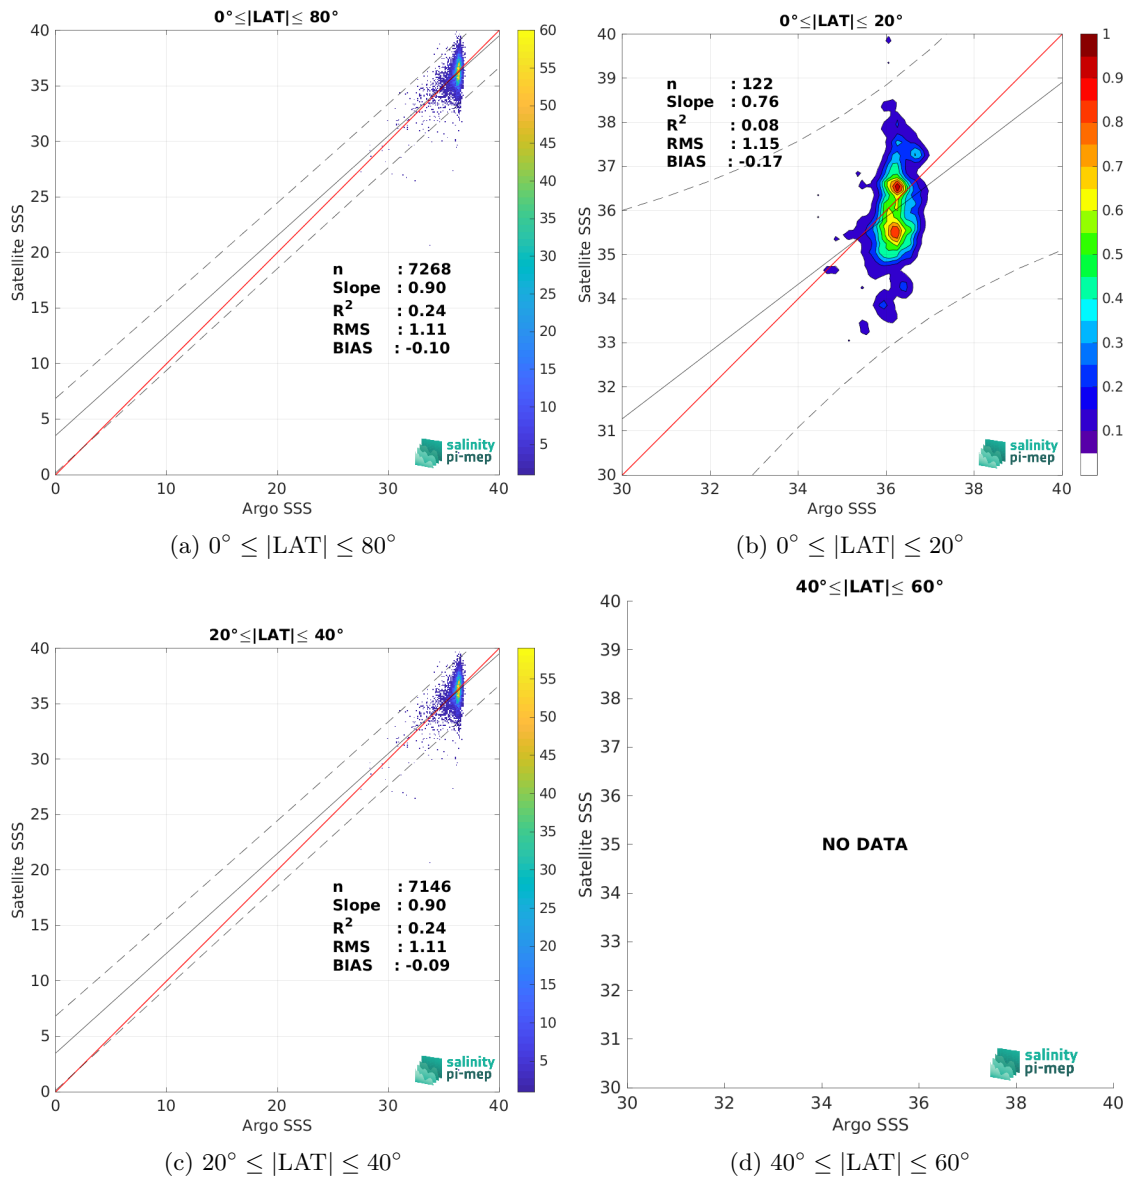 0°≤|LAT|≤ 80°
40
35
30
25
20
15
10
5
0
Satellite SSS
0
10
20
30
40
Argo SSS
n : 7268
Slope : 0.90
R² : 0.24
RMS : 1.11
BIAS : -0.10
salinity
pi-mep
60
55
50
45
40
35
30
25
20
15
10
5
(a) 0° ≤ |LAT| ≤ 80°
0°≤|LAT|≤ 20°
40
39
38
37
36
35
34
33
32
31
30
Satellite SSS
30
32
34
36
38
40
Argo SSS
n : 122
Slope : 0.76
R² : 0.08
RMS : 1.15
BIAS : -0.17
salinity
pi-mep
1
0.9
0.8
0.7
0.6
0.5
0.4
0.3
0.2
0.1
(b) 0° ≤ |LAT| ≤ 20°
20°≤|LAT|≤ 40°
40
35
30
25
20
15
10
5
0
Satellite SSS
0
10
20
30
40
Argo SSS
n : 7146
Slope : 0.90
R² : 0.24
RMS : 1.11
BIAS : -0.09
salinity
pi-mep
55
50
45
40
35
30
25
20
15
10
5
(c) 20° ≤ |LAT| ≤ 40°
40°≤|LAT|≤ 60°
40
39
38
37
36
35
34
33
32
31
30
Satellite SSS
NO DATA
salinity
pi-mep
30
32
34
36
38
40
Argo SSS
(d) 40° ≤ |LAT| ≤ 60°